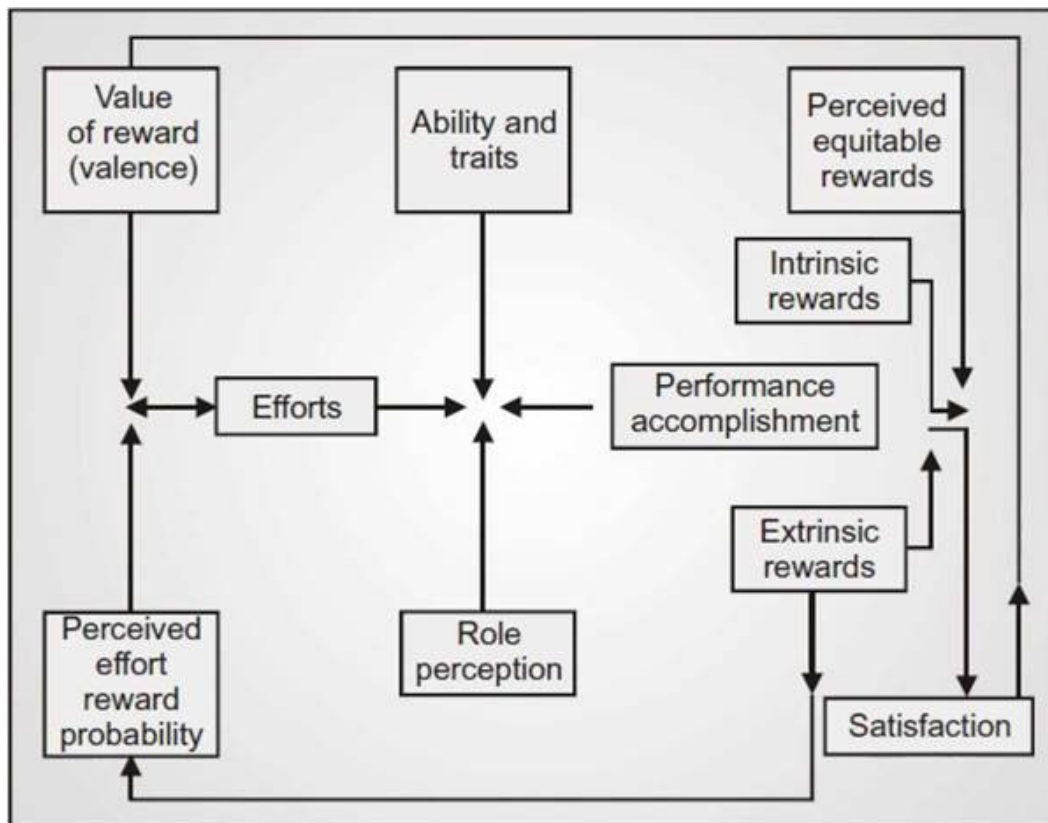 Value
of reward
(valence)
Ability and
traits
Perceived
equitable
rewards
Intrinsic
rewards
Efforts
Performance
accomplishment
Extrinsic
rewards
Perceived
effort
reward
probability
Role
perception
Satisfaction